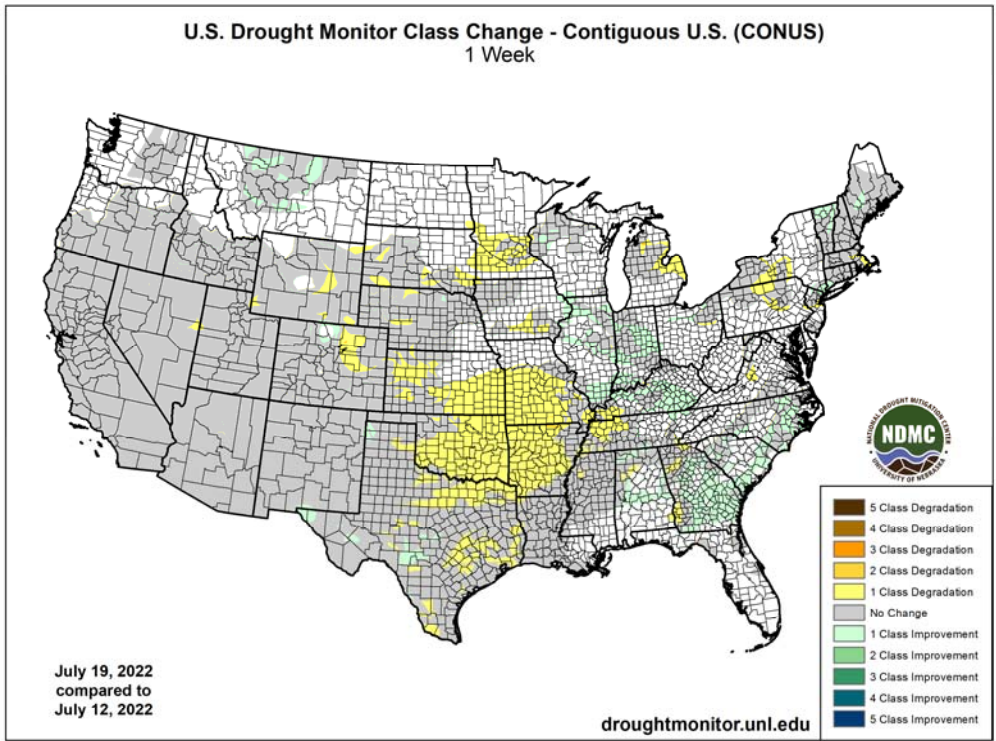 U.S. Drought Monitor Class Change - Contiguous U.S. (CONUS)
1 Week
NATIONAL DROUGHT MITIGATION CENTER
NDMC
UNIVERSITY OF NEBRASKA
5 Class Degradation
4 Class Degradation
3 Class Degradation
2 Class Degradation
1 Class Degradation
No Change
1 Class Improvement
2 Class Improvement
3 Class Improvement
4 Class Improvement
5 Class Improvement
July 19, 2022
compared to
July 12, 2022
droughtmonitor.unl.edu